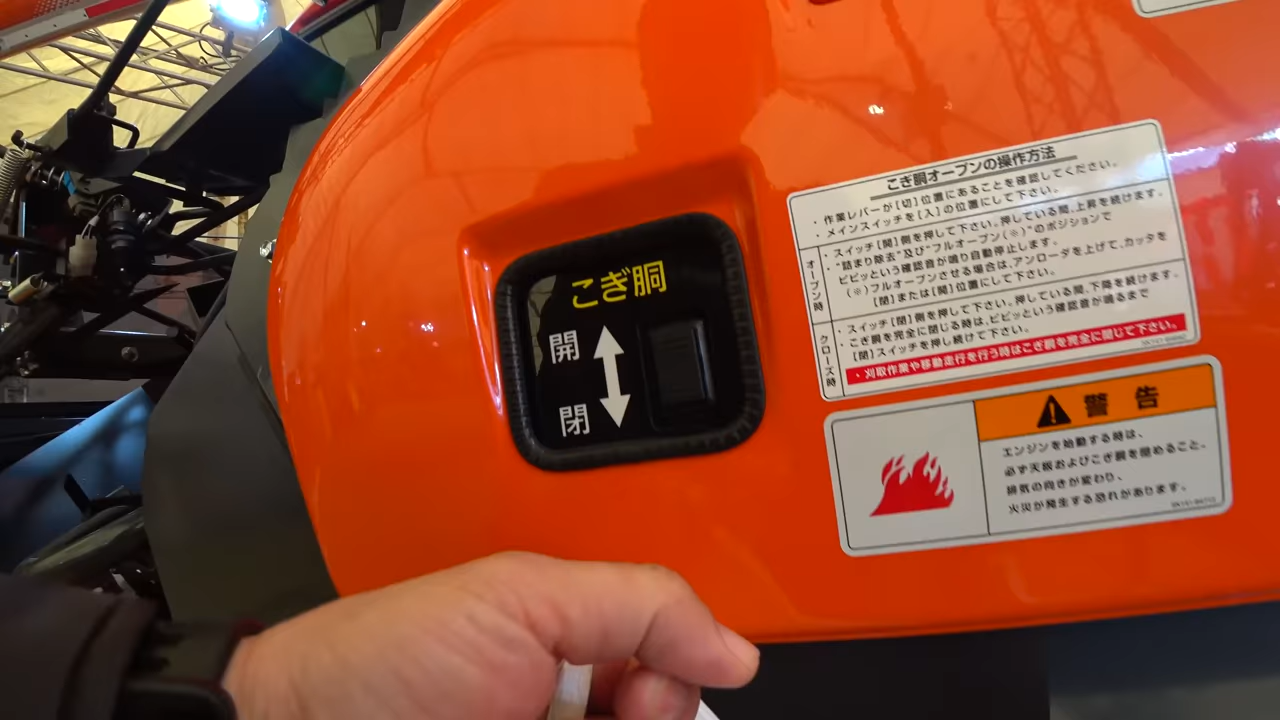 こぎ胴
開
閉
こぎ胴オープンの操作方法
・作業レバーが[切]位置にあることを確認してください。
・メインスイッチを[入]の位置にして下さい。
オープン時
・スイッチ[開]側を押して下さい。押している間、上昇を続けます。
・"詰まり除去"及び"フルオープン(※)"のポジションで
ピピッという確認音が鳴り自動停止します。
(※)フルオープンさせる場合は、アンローダを上げて、カッタを
[閉]または[開]位置にして下さい。
クローズ時
・スイッチ[閉]側を押して下さい。押している間、下降を続けます。
・こぎ胴を完全に閉じる時は、ピピッという確認音が鳴るまで
[閉]スイッチを押し続けて下さい。
・刈取作業や移動走行を行う時はこぎ胴を完全に閉じて下さい。
警告
エンジンを始動する時は、
必ず天板およびこぎ胴を閉めること、
排気の向きが変わり、
火災が発生する恐れがあります。